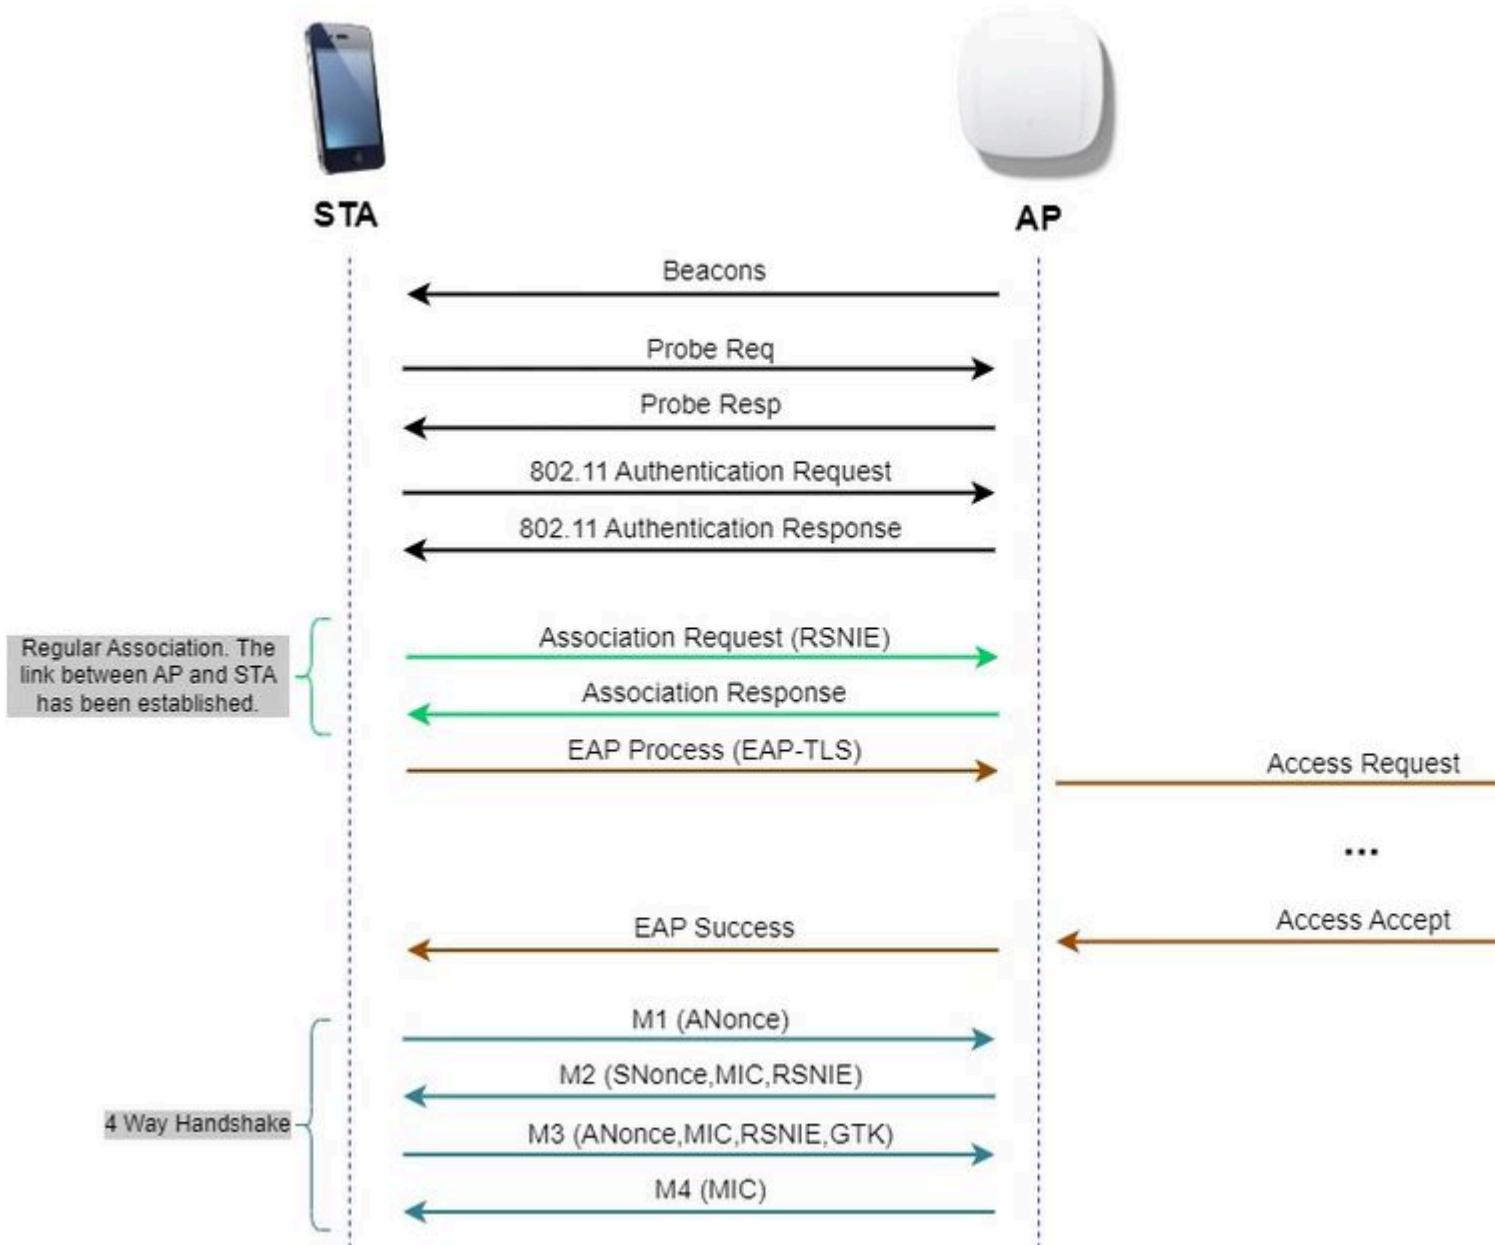 STA
AP
Beacons
Probe Req
Probe Resp
802.11 Authentication Request
802.11 Authentication Response
Regular Association. The
link between AP and STA
has been established.
Association Request (RSNIE)
Association Response
EAP Process (EAP-TLS)
Access Request
...
Access Accept
EAP Success
M1 (ANonce)
M2 (SNonce,MIC,RSNIE)
4 Way Handshake
M3 (ANonce,MIC,RSNIE,GTK)
M4 (MIC)